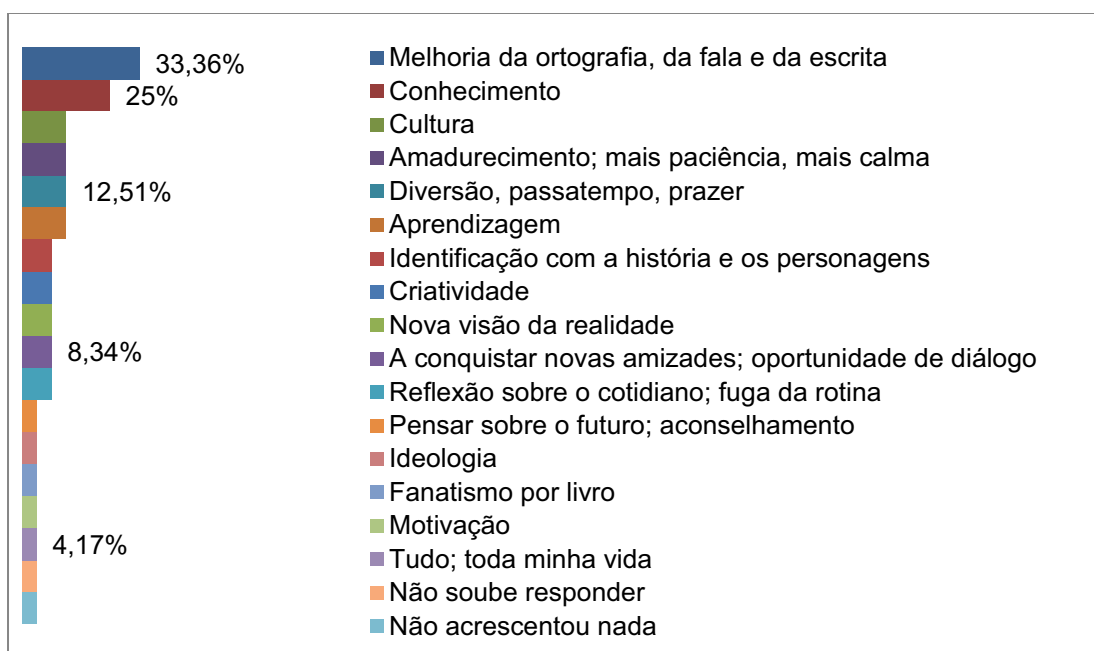 33,36%
25%
12,51%
8,34%
4,17%
Melhoria da ortografia, da fala e da escrita
Conhecimento
Cultura
Amadurecimento; mais paciência, mais calma
Diversão, passatempo, prazer
Aprendizagem
Identificação com a história e os personagens
Criatividade
Nova visão da realidade
A conquistar novas amizades; oportunidade de diálogo
Reflexão sobre o cotidiano; fuga da rotina
Pensar sobre o futuro; aconselhamento
Ideologia
Fanatismo por livro
Motivação
Tudo; toda minha vida
Não soube responder
Não acrescentou nada